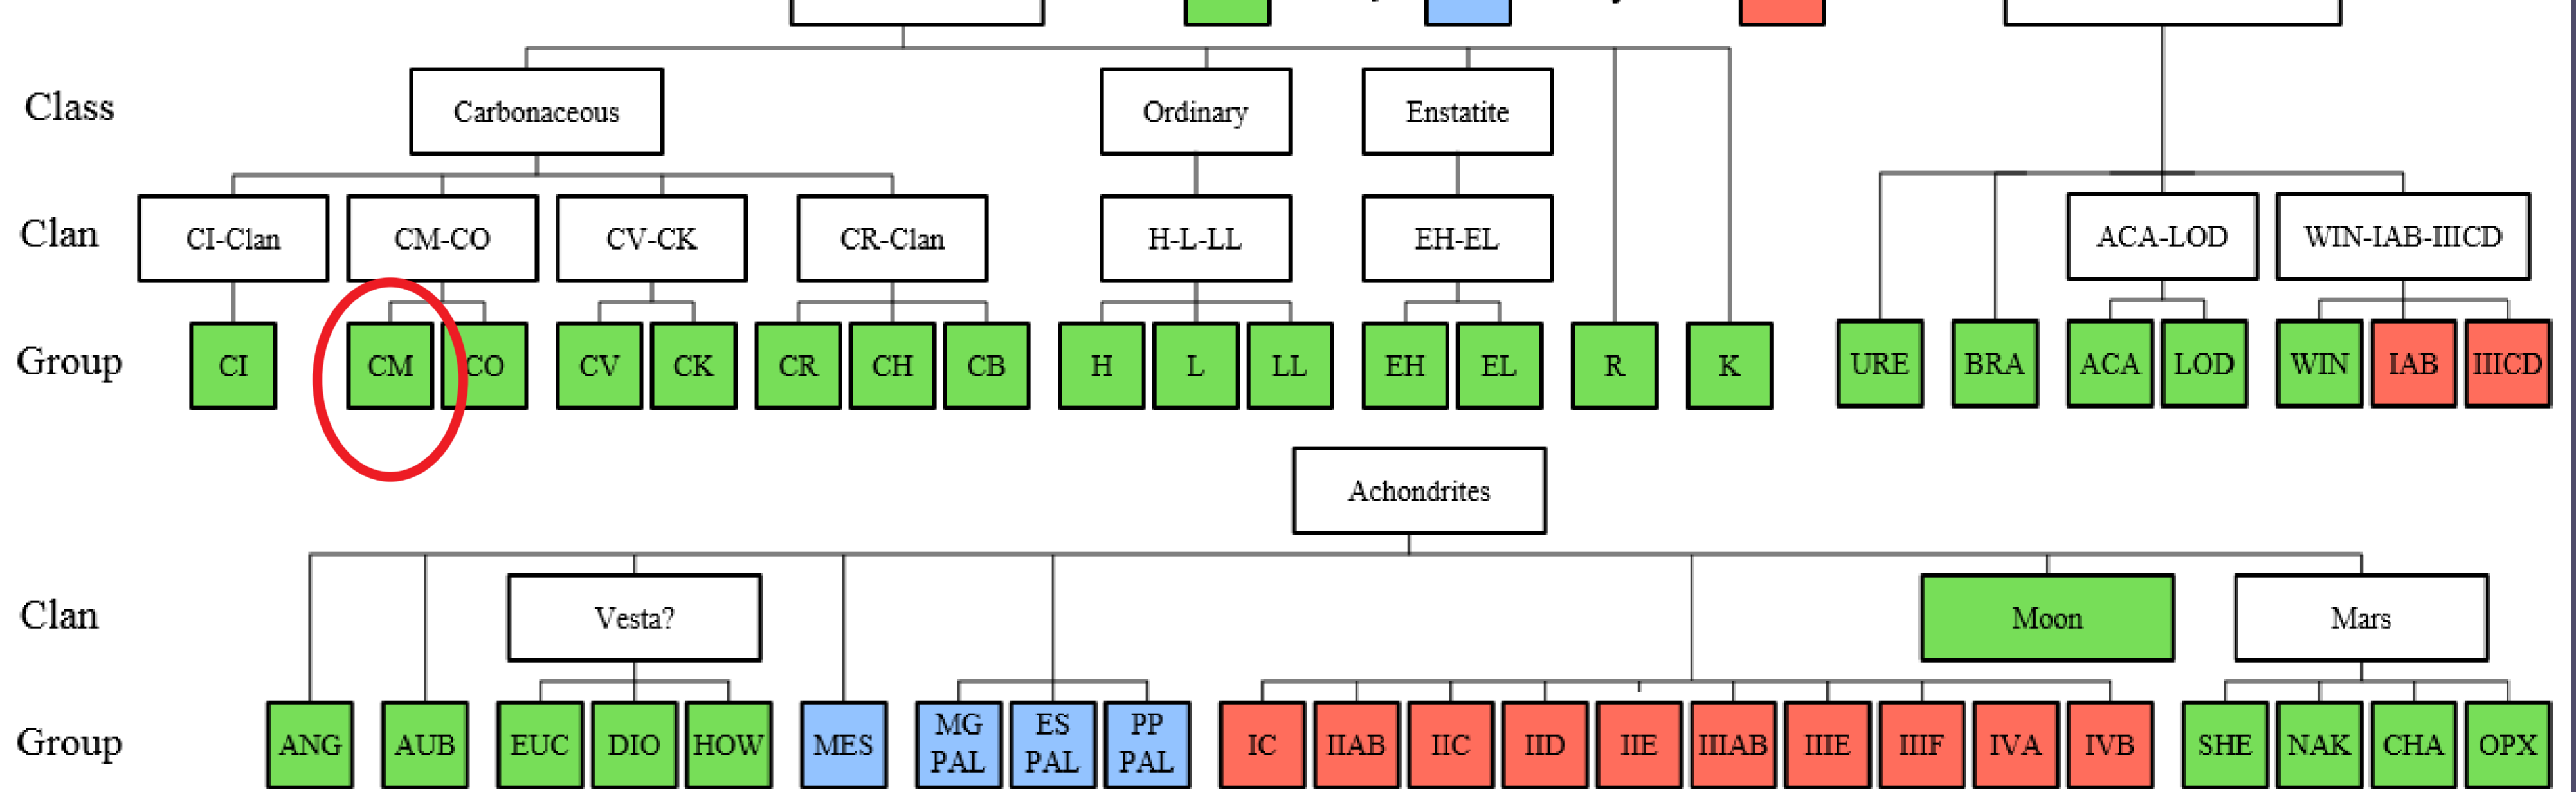 Class
Carbonaceous
Ordinary
Enstatite
Clan
CI-Clan
CM-CO
CV-CK
CR-Clan
H-L-LL
EH-EL
ACA-LOD
WIN-IAB-IIICD
Group
CI
CM
CO
CV
CK
CR
CH
CB
H
L
LL
EH
EL
R
K
URE
BRA
ACA
LOD
WIN
IAB
IIICD
Achondrites
Clan
Vesta?
Moon
Mars
Group
ANG
AUB
EUC
DIO
HOW
MES
MG
PAL
ES
PAL
PP
PAL
IC
IIAB
IIC
IID
IIE
IIIAB
IIIE
IIIF
IVA
IVB
SHE
NAK
CHA
OPX